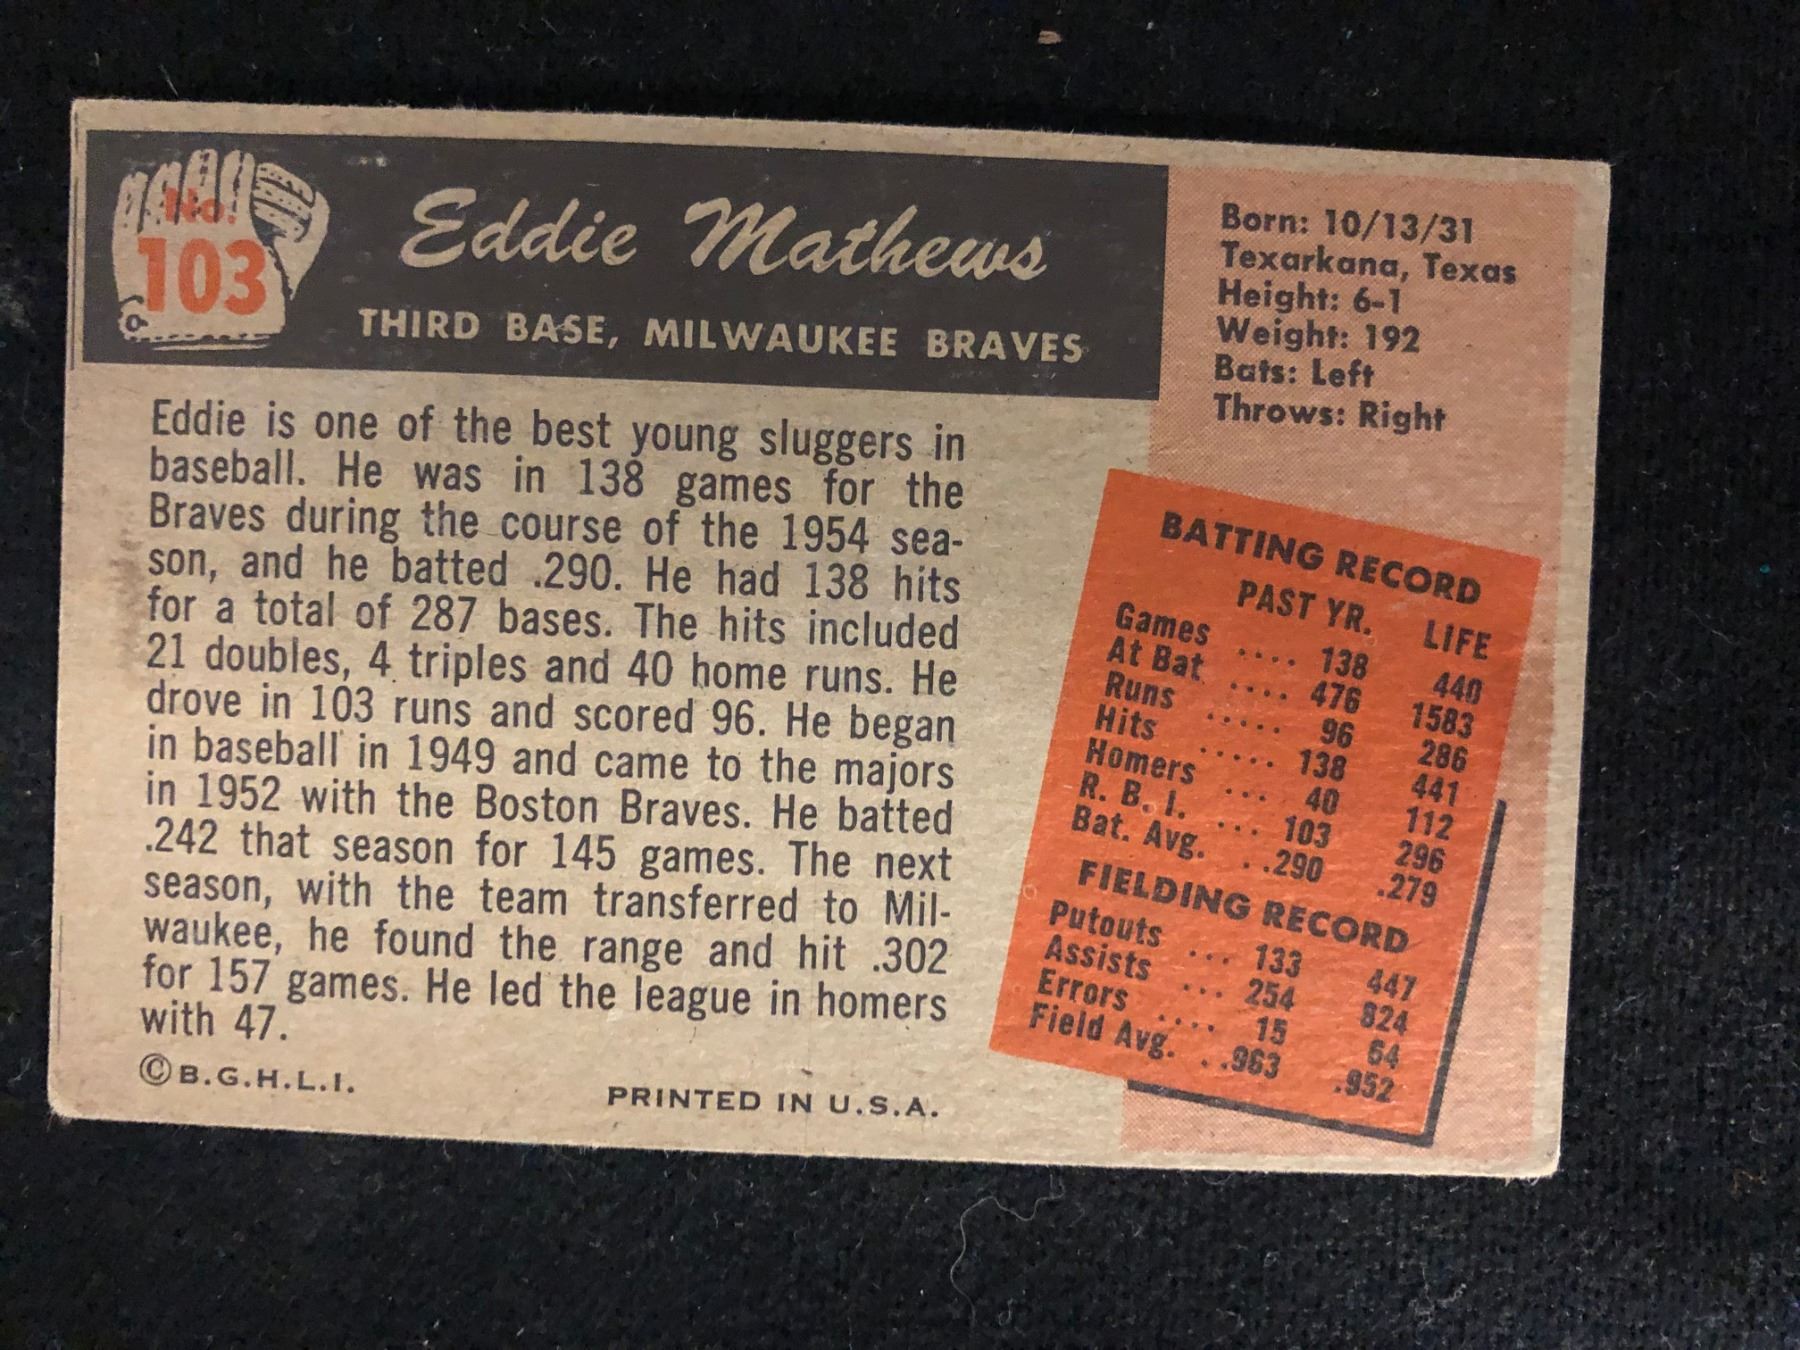 No.
103
Eddie Mathews
THIRD BASE, MILWAUKEE BRAVES
Born: 10/13/31
Texarkana, Texas
Height: 6-1
Weight: 192
Bats: Left
Throws: Right
Eddie is one of the best young sluggers in
baseball. He was in 138 games for the
Braves during the course of the 1954 sea-
son, and he batted .290. He had 138 hits
for a total of 287 bases. The hits included
21 doubles, 4 triples and 40 home runs. He
drove in 103 runs and scored 96. He began
in baseball in 1949 and came to the majors
in 1952 with the Boston Braves. He batted
.242 that season for 145 games. The next
season, with the team transferred to Mil-
waukee, he found the range and hit .302
for 157 games. He led the league in homers
with 47.
© B.G.H.L.I.
PRINTED IN U.S.A.
BATTING RECORD
PAST YR. LIFE
Games .... 138 440
At Bat .... 476 1583
Runs ..... 96 286
Hits .... 138 441
Homers ... 40 112
R. B. I. ... 103 296
Bat. Avg. ..290 .279
FIELDING RECORD
Putouts ... 133 447
Assists ... 254 824
Errors .... 15 64
Field Avg. ..963 .952